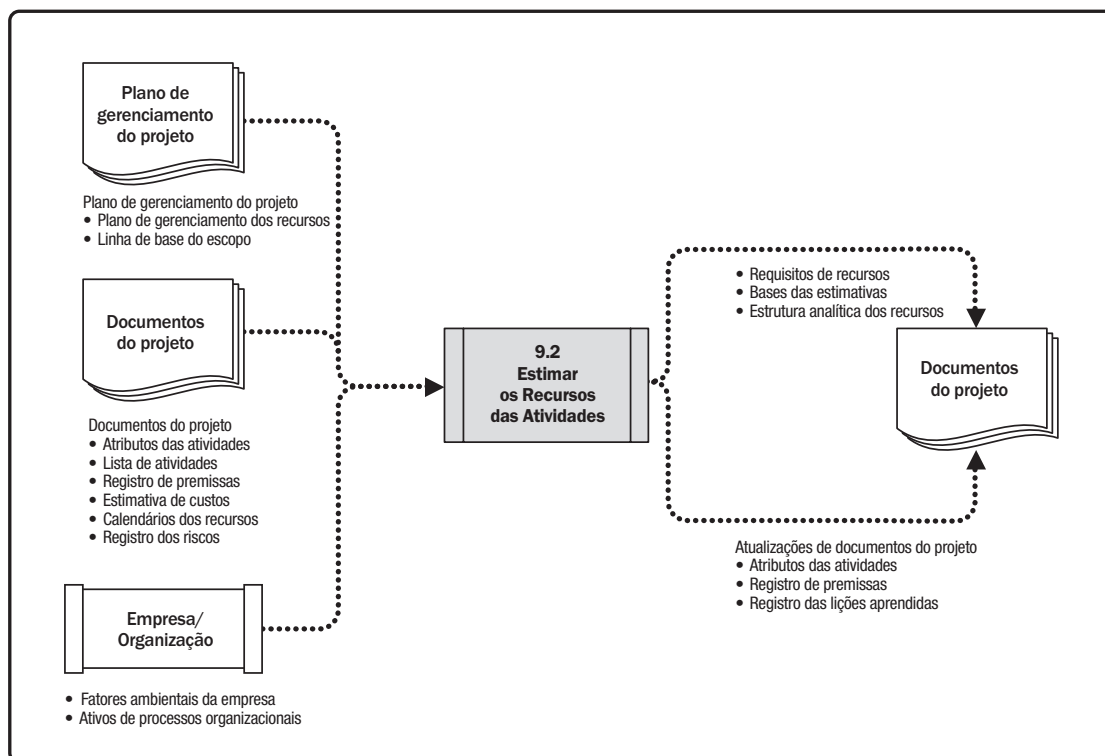 Plano de
gerenciamento
do projeto
Plano de gerenciamento do projeto
• Plano de gerenciamento dos recursos
• Linha de base do escopo
Documentos
do projeto
Documentos do projeto
• Atributos das atividades
• Lista de atividades
• Registro de premissas
• Estimativa de custos
• Calendários dos recursos
• Registro dos riscos
Empresa/
Organização
• Fatores ambientais da empresa
• Ativos de processos organizacionais
9.2
Estimar
os Recursos
das Atividades
• Requisitos de recursos
• Bases das estimativas
• Estrutura analítica dos recursos
Documentos
do projeto
Atualizações de documentos do projeto
• Atributos das atividades
• Registro de premissas
• Registro das lições aprendidas